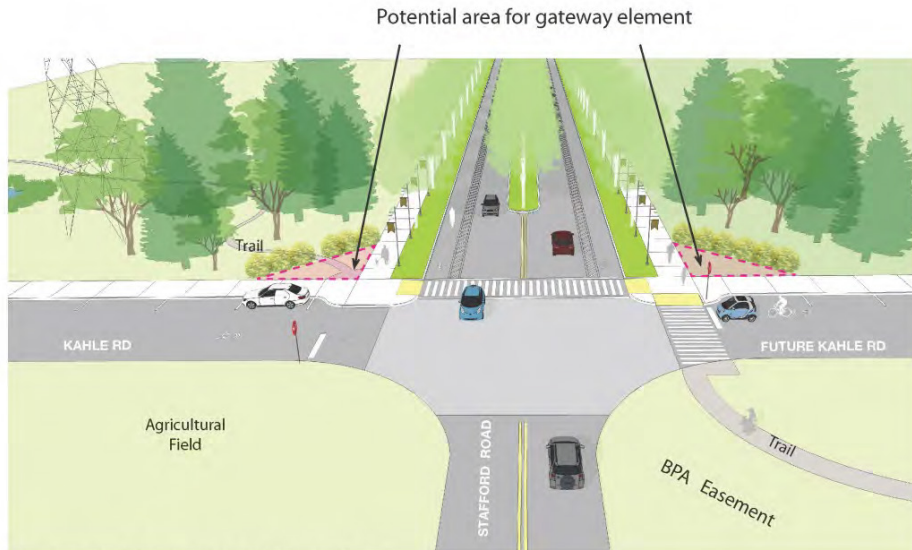 Potential area for gateway element
Trail
KAHLE RD
FUTURE KAHLE RD
Agricultural
Field
STAFFORD ROAD
Trail
BPA Easement